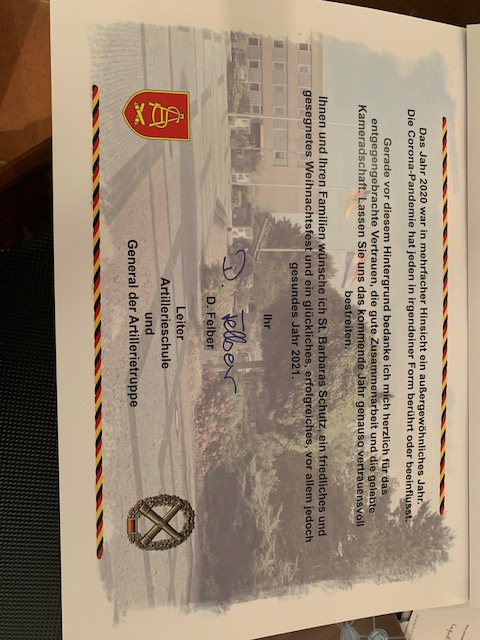 Das Jahr 2020 war in mehrfacher Hinsicht ein außergewöhnliches Jahr.
Die Corona-Pandemie hat jeden in irgendeiner Form berührt oder beeinflusst.
Gerade vor diesem Hintergrund bedanke ich mich herzlich für das
entgegengebrachte Vertrauen, die gute Zusammenarbeit und die gelebte
Kameradschaft. Lassen Sie uns das kommende Jahr genauso vertrauensvoll
bestreiten.
Ihnen und Ihren Familien wünsche ich St. Barbaras Schutz, ein friedliches und
gesegnetes Weihnachtsfest und ein glückliches, erfolgreiches, vor allem jedoch
gesundes Jahr 2021.
Ihr
D. Felber
D. Felber
Leiter
Artillerieschule
und
General der Artillerietruppe